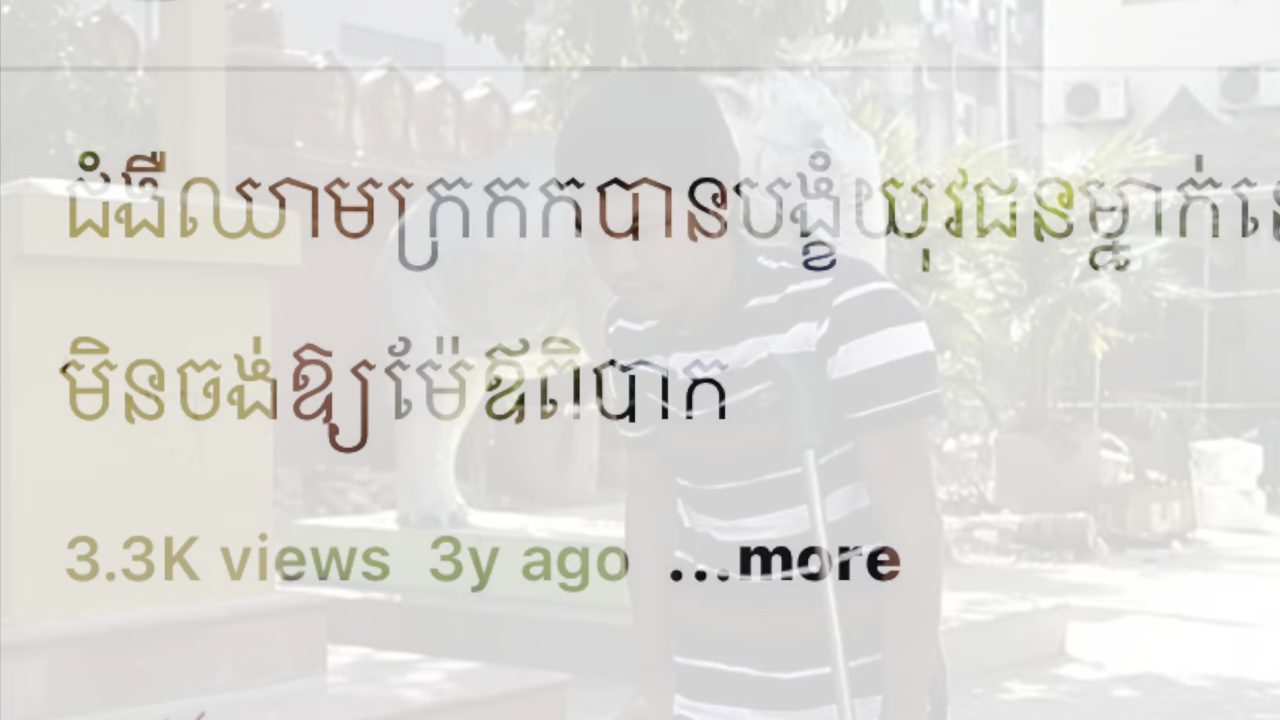 ជំងឺឈាមក្រកកបានបង្ខំយុវជនម្នាក់
មិនចង់ឱ្យម៉ែឪពិបាក
3.3K views 3y ago ...more